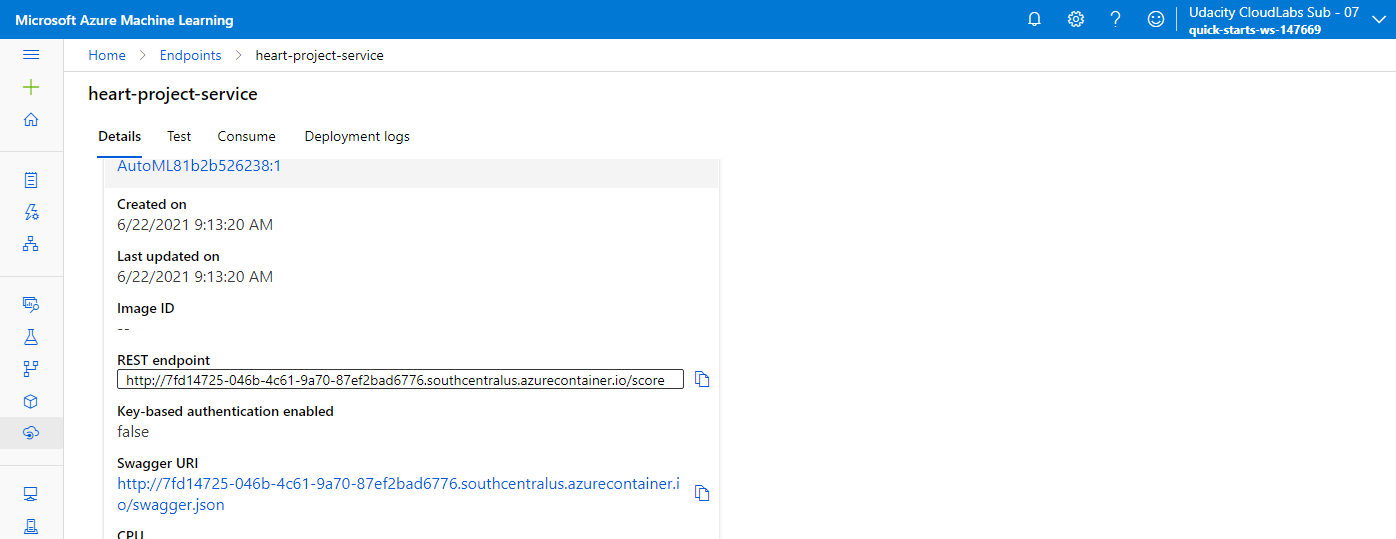 Microsoft Azure Machine Learning
Udacity CloudLabs Sub - 07
quick-starts-ws-147669
Home > Endpoints > heart-project-service
heart-project-service
Details Test Consume Deployment logs
AutoML81b2b526238:1
Created on
6/22/2021 9:13:20 AM
Last updated on
6/22/2021 9:13:20 AM
Image ID
--
REST endpoint
http://7fd14725-046b-4c61-9a70-87ef2bad6776.southcentralus.azurecontainer.io/score
Key-based authentication enabled
false
Swagger URI
http://7fd14725-046b-4c61-9a70-87ef2bad6776.southcentralus.azurecontainer.i
o/swagger.json
CPU